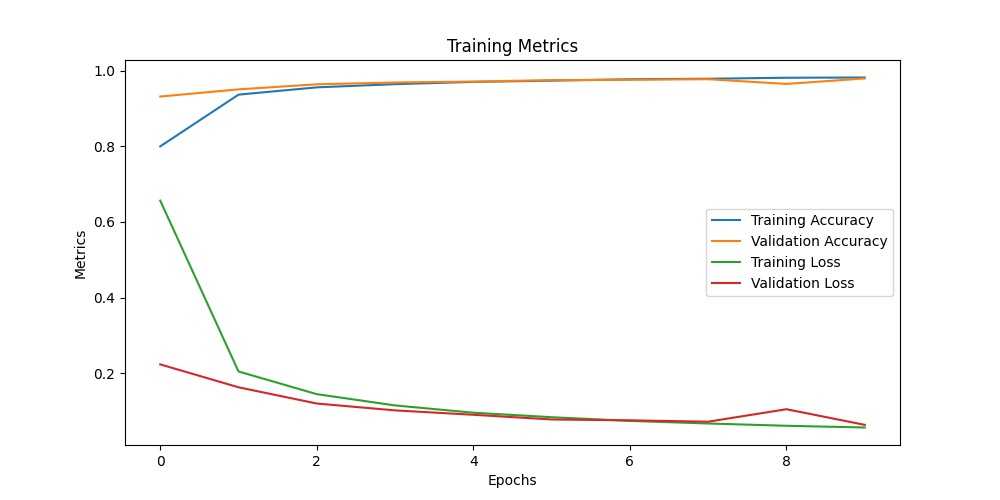 Training Metrics
1.0
0.8
0.6
0.4
0.2
Metrics
Training Accuracy
Validation Accuracy
Training Loss
Validation Loss
0 2 4 6 8
Epochs